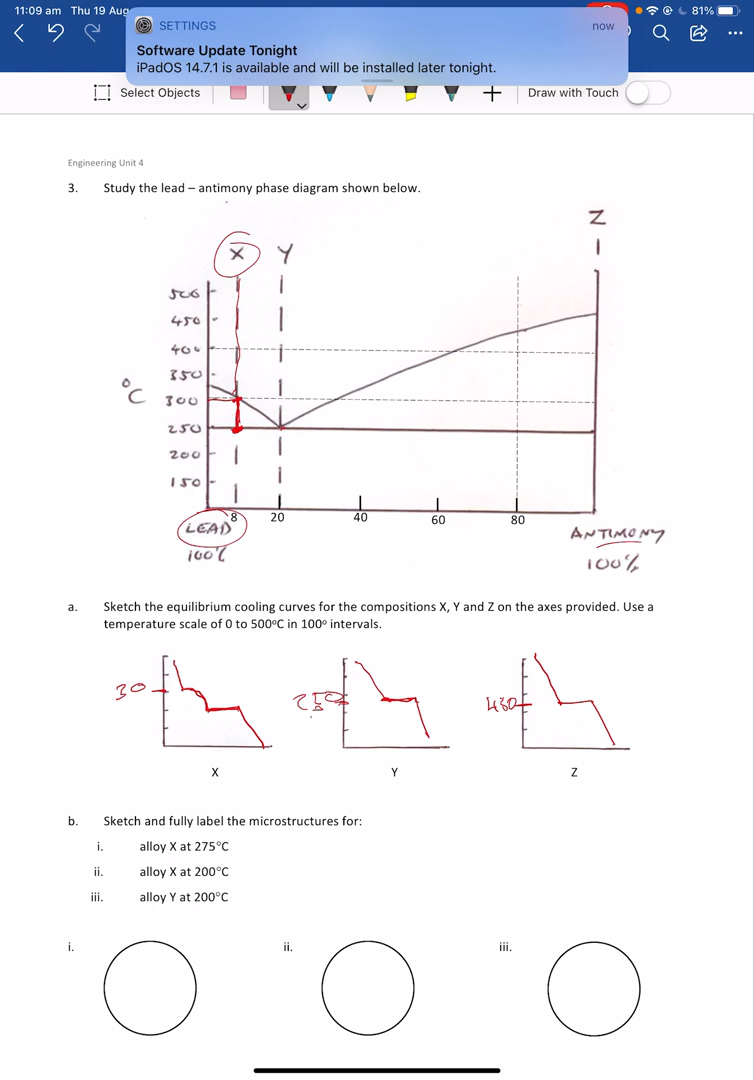 11:09 am Thu 19 Aug
81%
SETTINGS
now
Software Update Tonight
iPadOS 14.7.1 is available and will be installed later tonight.
Select Objects
Draw with Touch
Engineering Unit 4
3. Study the lead – antimony phase diagram shown below.
X Y Z
500
450
400
350
°C
300
250
200
150
8 20 40 60 80
LEAD
100%
ANTIMONY
100%
a. Sketch the equilibrium cooling curves for the compositions X, Y and Z on the axes provided. Use a
temperature scale of 0 to 500°C in 100° intervals.
30
250
450
X Y Z
b. Sketch and fully label the microstructures for:
i. alloy X at 275°C
ii. alloy X at 200°C
iii. alloy Y at 200°C
i. ii. iii.